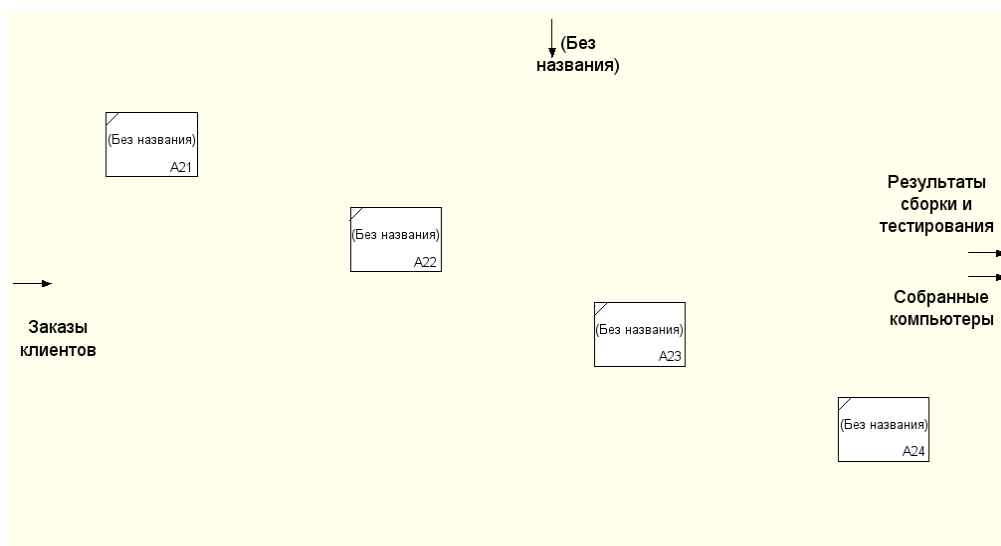 (Без
названия)
(Без названия)
A21
Результаты
сборки и
тестирования
(Без названия)
A22
Собранные
компьютеры
Заказы
клиентов
(Без названия)
A23
(Без названия)
A24